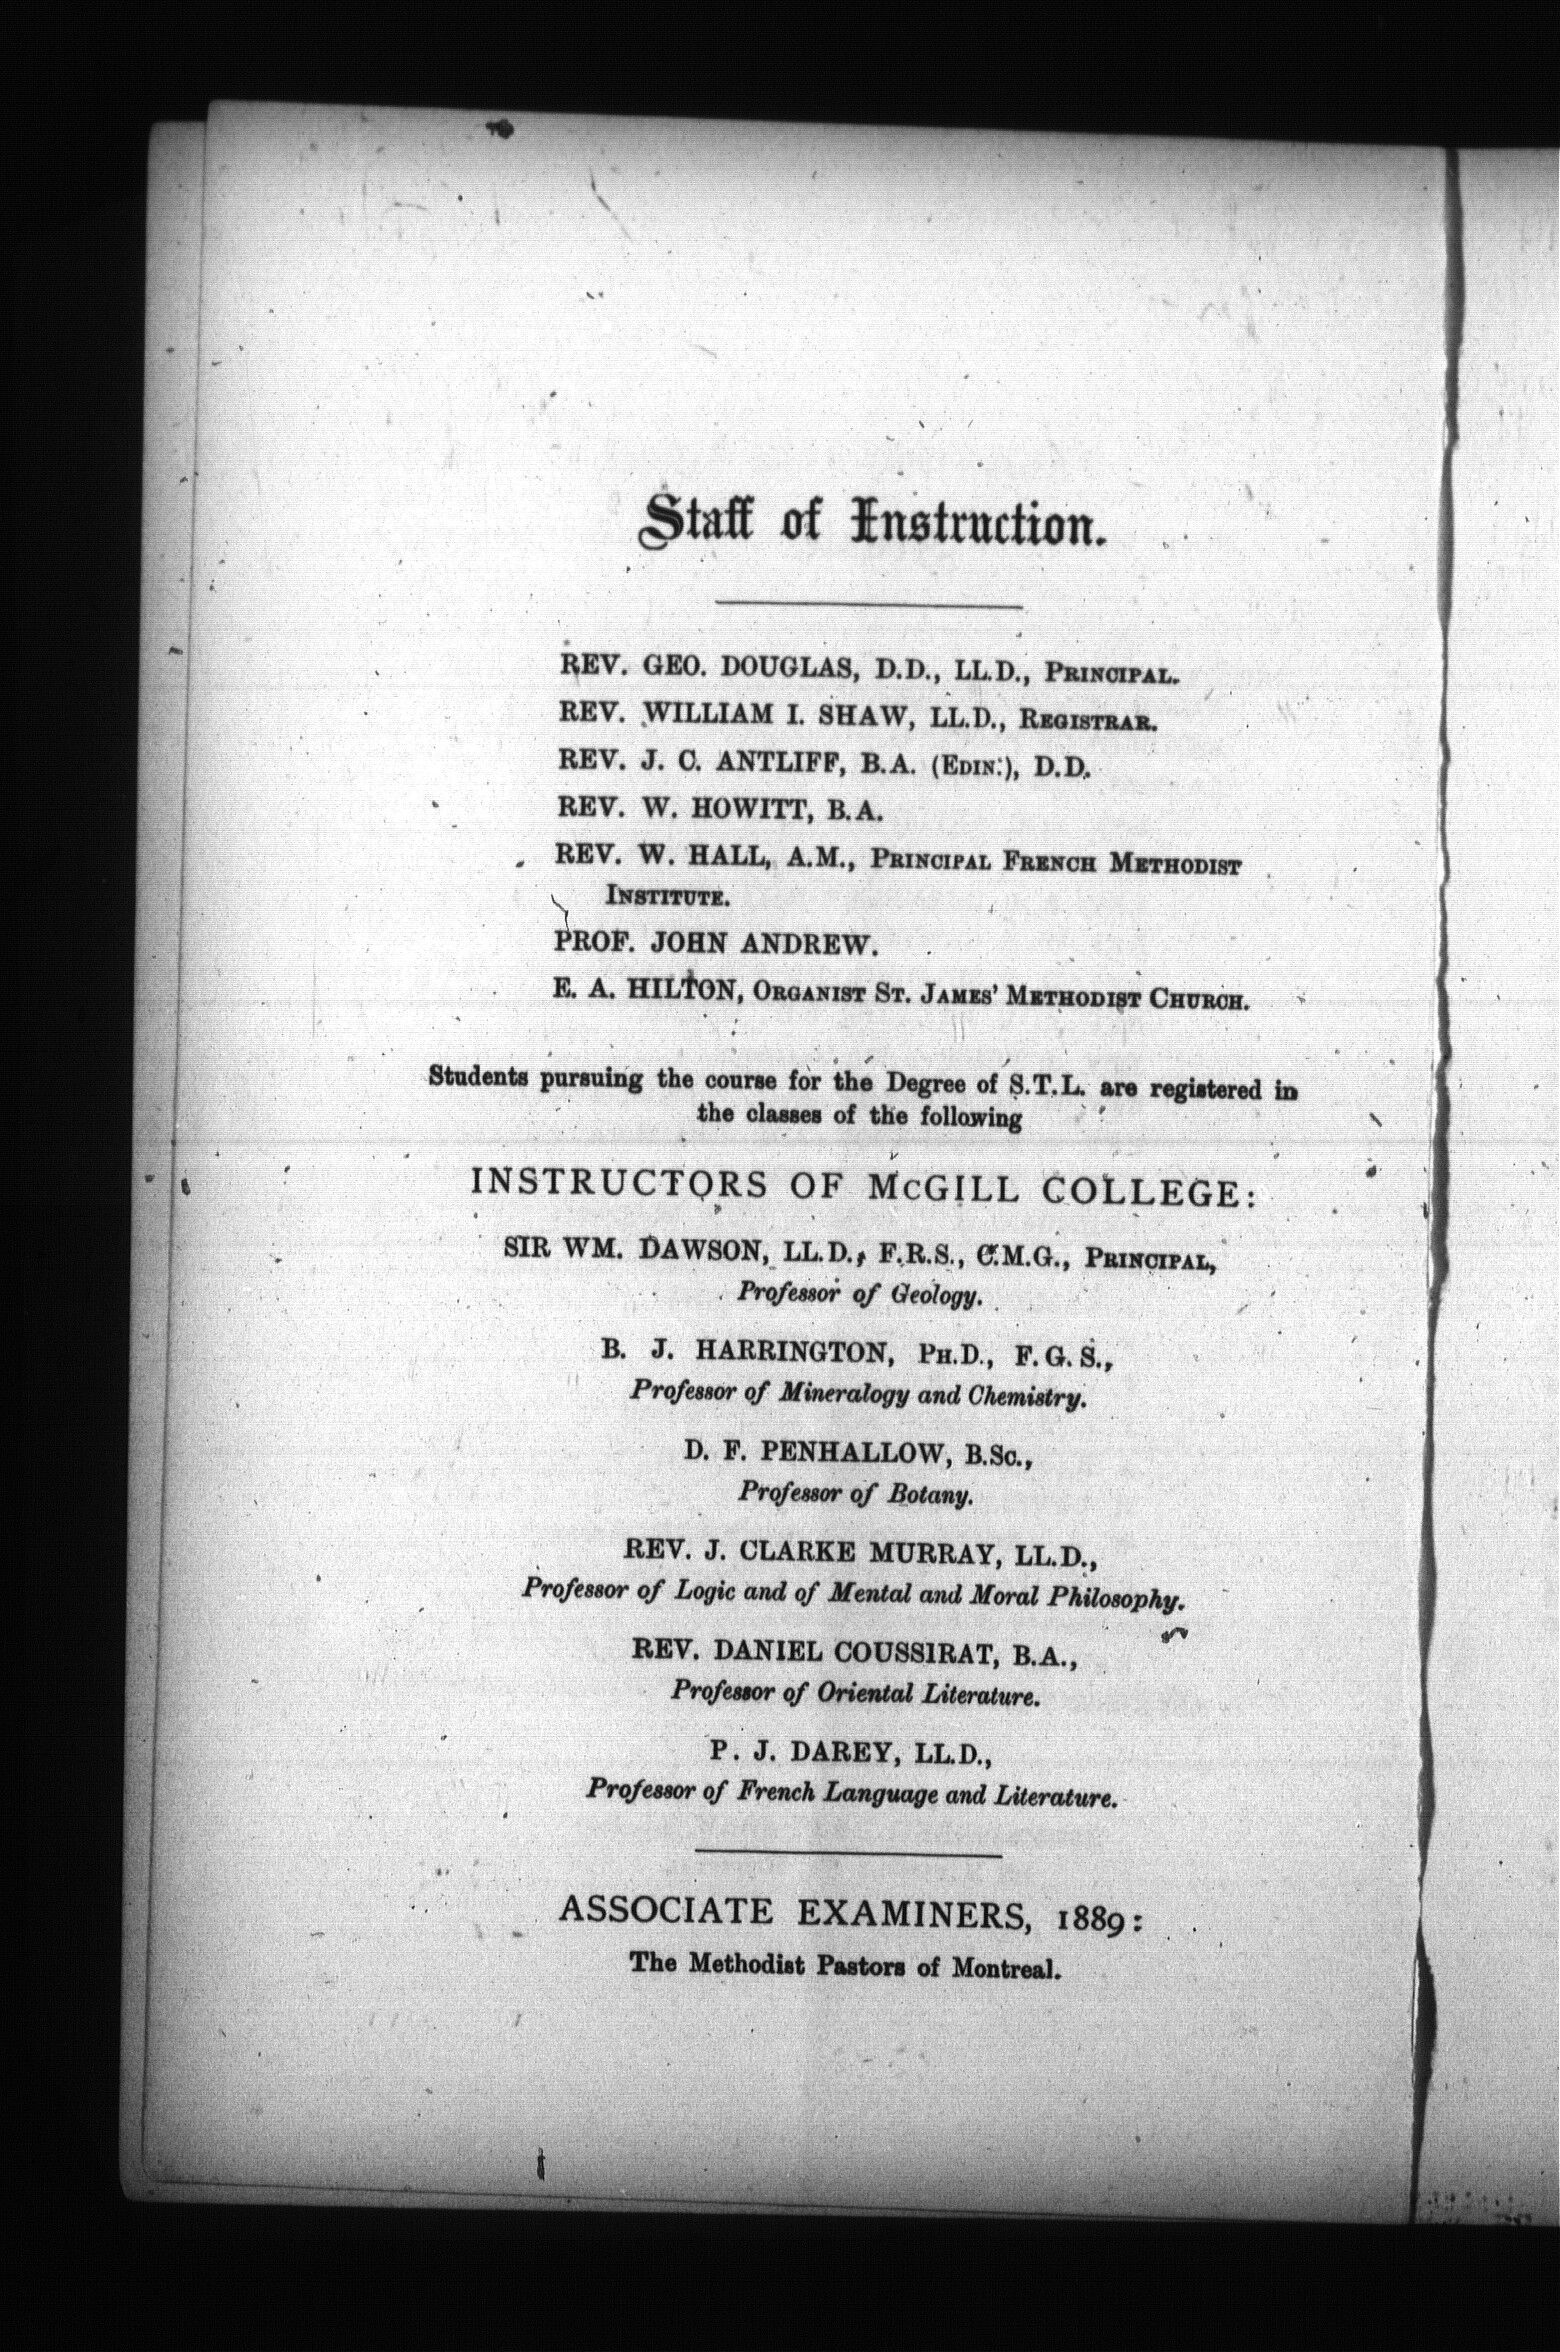 Staff of Instruction.
REV. GEO. DOUGLAS, D.D., LL.D., PRINCIPAL.
REV. WILLIAM I. SHAW, LL.D., REGISTRAR.
REV. J. C. ANTLIFF, B.A. (EDIN.), D.D.
REV. W. HOWITT, B.A.
REV. W. HALL, A.M., PRINCIPAL FRENCH METHODIST
INSTITUTE.
PROF. JOHN ANDREW.
E. A. HILTON, ORGANIST ST. JAMES' METHODIST CHURCH.
Students pursuing the course for the Degree of S.T.L. are registered in
the classes of the following
INSTRUCTORS OF McGILL COLLEGE:
SIR WM. DAWSON, LL.D., F.R.S., C.M.G., PRINCIPAL,
Professor of Geology.
B. J. HARRINGTON, PH.D., F.G.S.,
Professor of Mineralogy and Chemistry.
D. F. PENHALLOW, B.Sc.,
Professor of Botany.
REV. J. CLARKE MURRAY, LL.D.,
Professor of Logic and of Mental and Moral Philosophy.
REV. DANIEL COUSSIRAT, B.A.,
Professor of Oriental Literature.
P. J. DAREY, LL.D.,
Professor of French Language and Literature.
ASSOCIATE EXAMINERS, 1889:
The Methodist Pastors of Montreal.